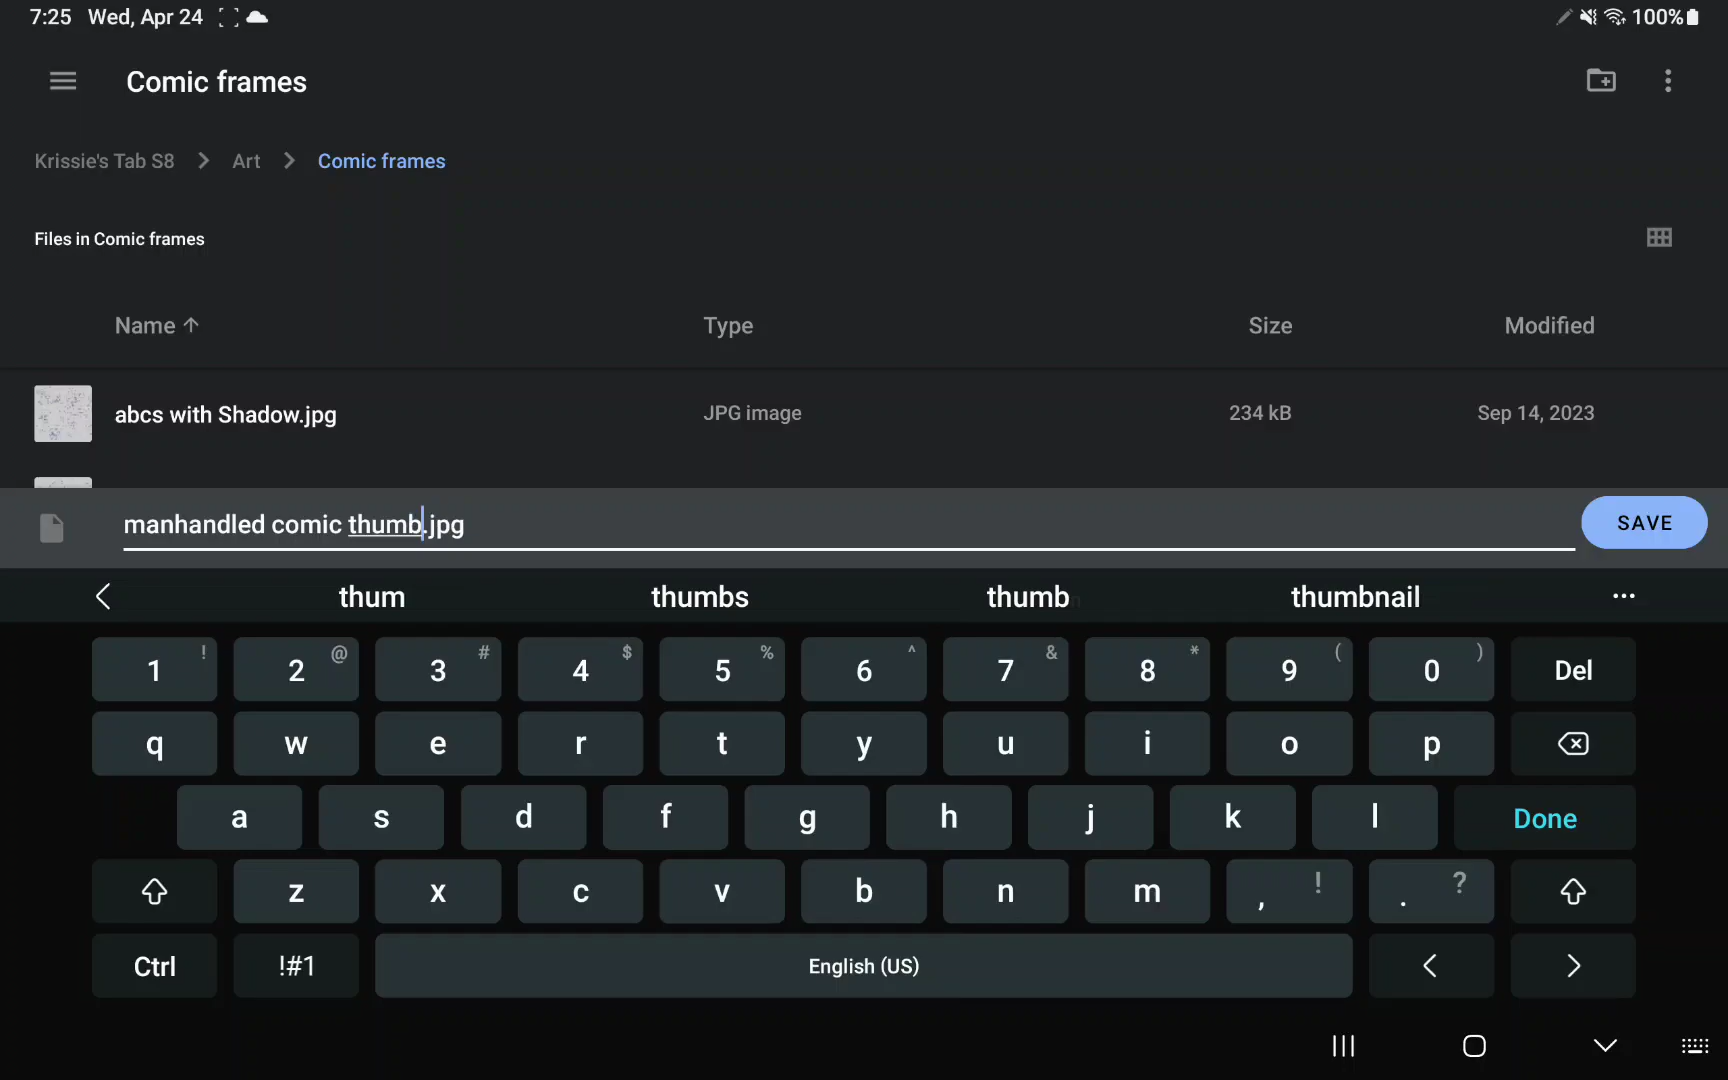 7:25 Wed, Apr 24 100%
Comic frames
Krissie's Tab S8 > Art > Comic frames
Files in Comic frames
Name ↑ Type Size Modified
abcs with Shadow.jpg JPG image 234 kB Sep 14, 2023
manhandled comic thumb.jpg SAVE
thum thumbs thumb thumbnail ...
1 ! 2 @ 3 # 4 $ 5 % 6 ^ 7 & 8 * 9 ( 0 ) Del
q w e r t y u i o p
a s d f g h j k l Done
z x c v b n m , ! . ?
Ctrl !#1 English (US) < >